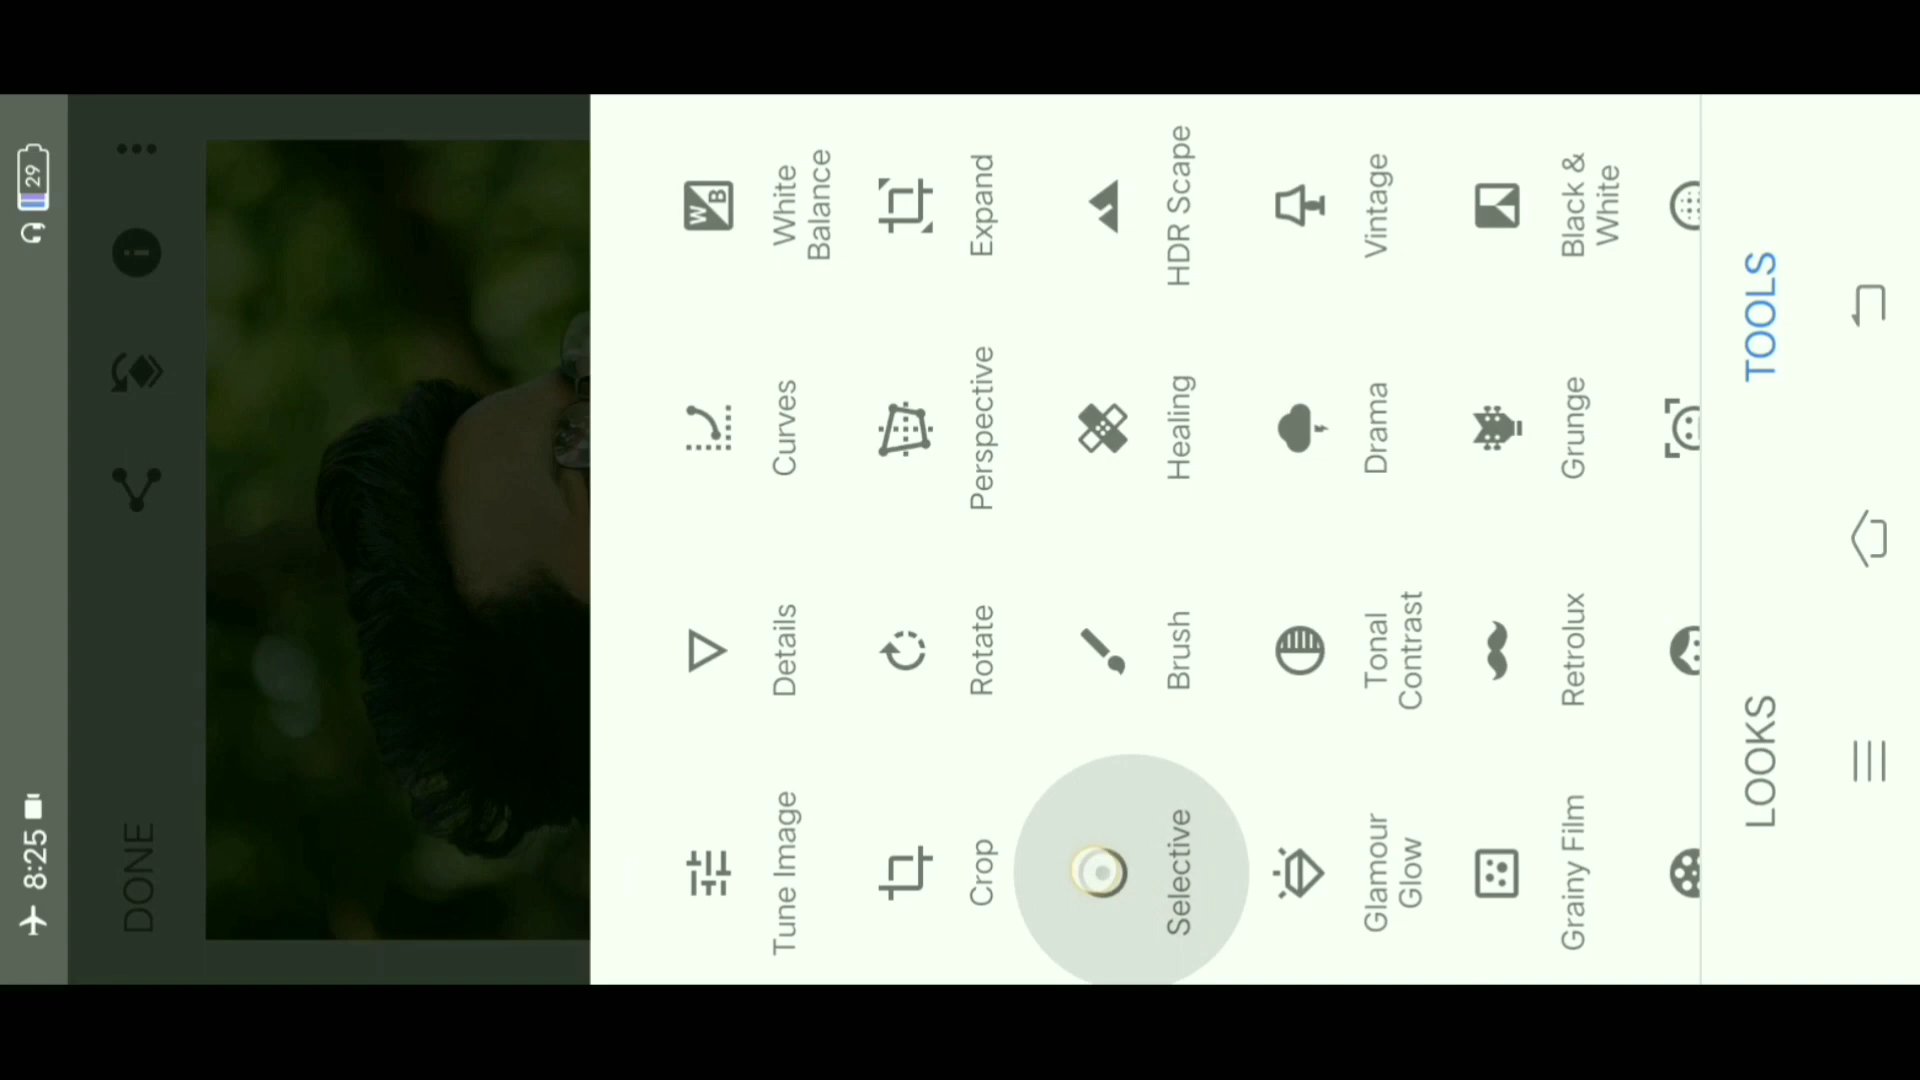 8:25
29
DONE
Tune Image
Details
Curves
WB
White
Balance
Crop
Rotate
Perspective
Expand
Selective
Brush
Healing
HDR Scape
Glamour
Glow
Tonal
Contrast
Drama
Vintage
Grainy Film
Retrolux
Grunge
Black &
White
LOOKS
TOOLS